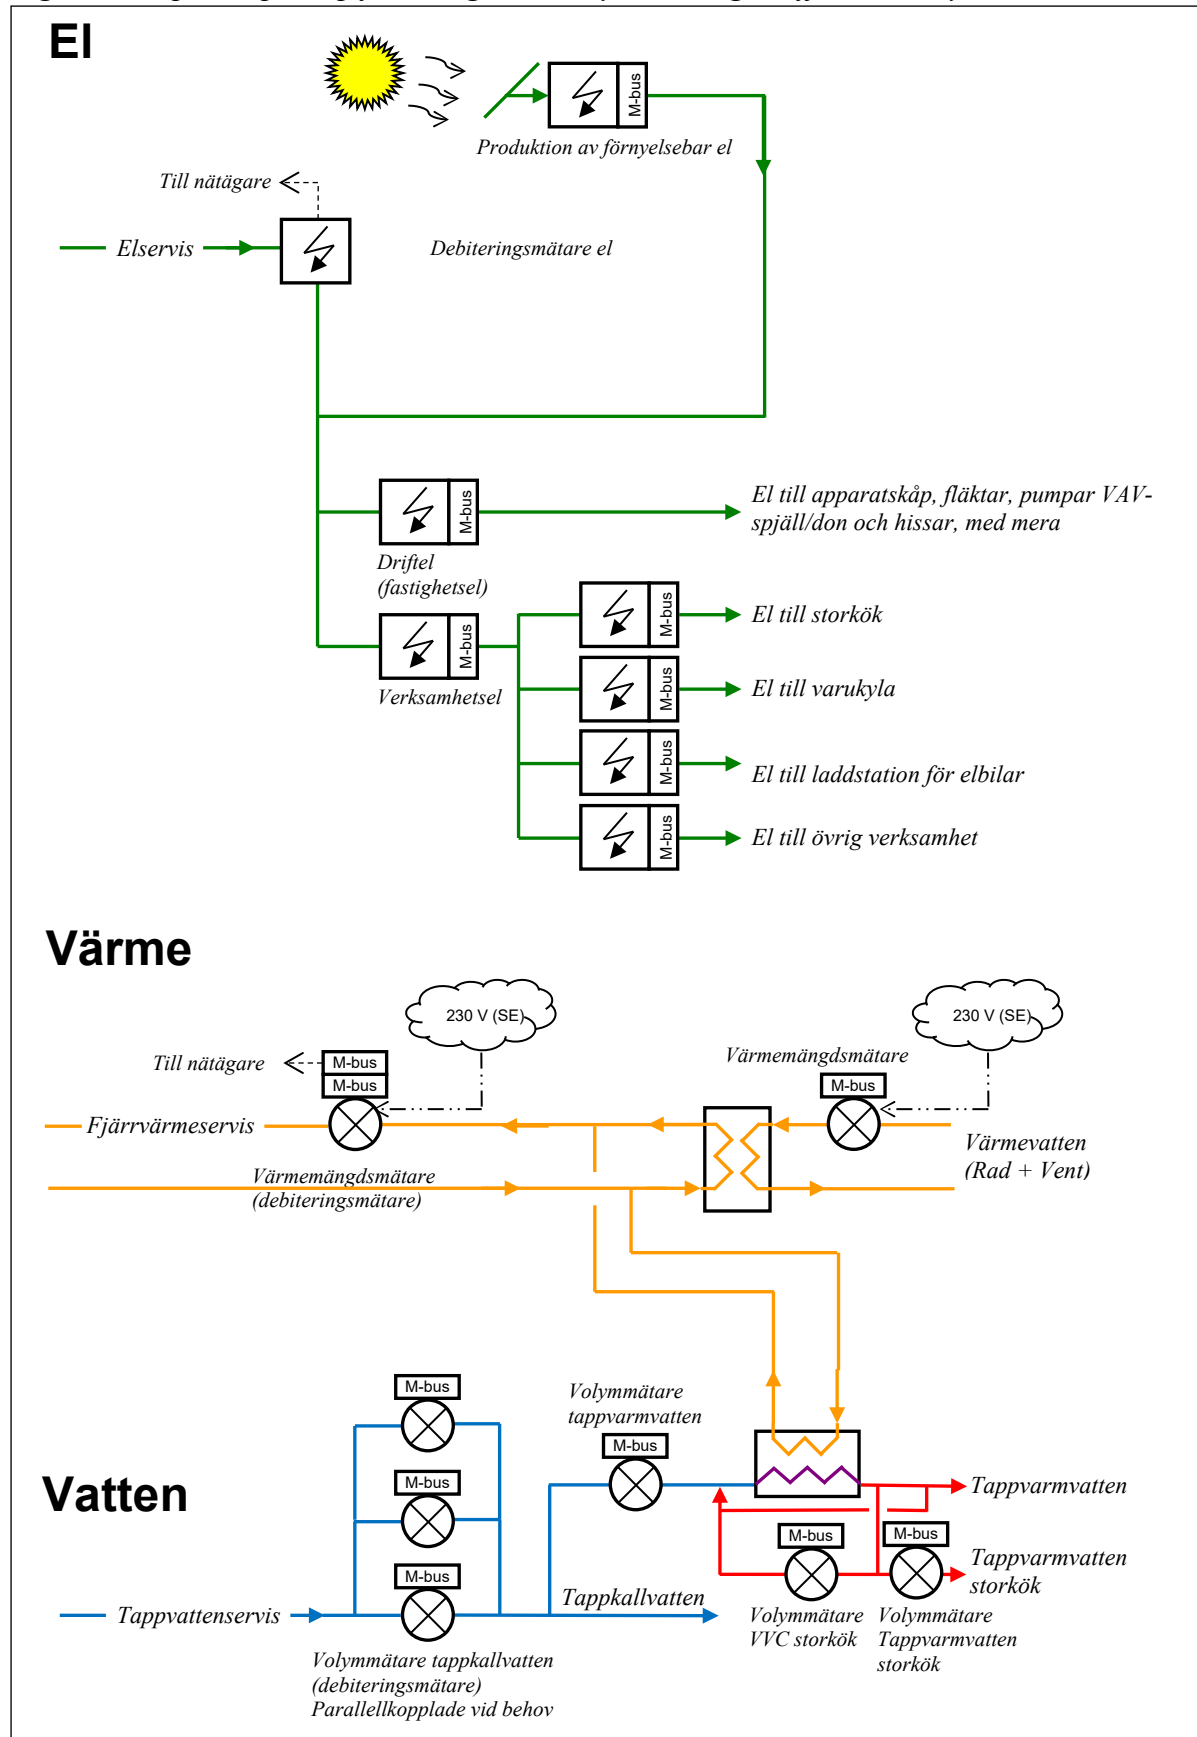 El
M-bus
Produktion av förnyelsebar el
Till nätägare
Elservis
Debiteringsmätare el
M-bus
El till apparatskåp, fläktar, pumpar VAV-
spjäll/don och hissar, med mera
Driftel
(fastighetsel)
M-bus
El till storkök
M-bus
Verksamhetsel
M-bus
El till varukyla
M-bus
El till laddstation för elbilar
M-bus
El till övrig verksamhet
Värme
230 V (SE)
230 V (SE)
Till nätägare
M-bus
M-bus
Värmemängdsmätare
M-bus
Fjärrvärmeservis
Värmevatten
(Rad + Vent)
Värmemängdsmätare
(debiteringsmätare)
M-bus
Volymmätare
tappvarmvatten
M-bus
M-bus
Vatten
Tappvarmvatten
M-bus
M-bus
M-bus
Tappvarmvatten
storkök
Tappvattenservis
Tappkallvatten
Volymmätare
VVC storkök
Volymmätare
Tappvarmvatten
storkök
Volymmätare tappkallvatten
(debiteringsmätare)
Parallellkopplade vid behov